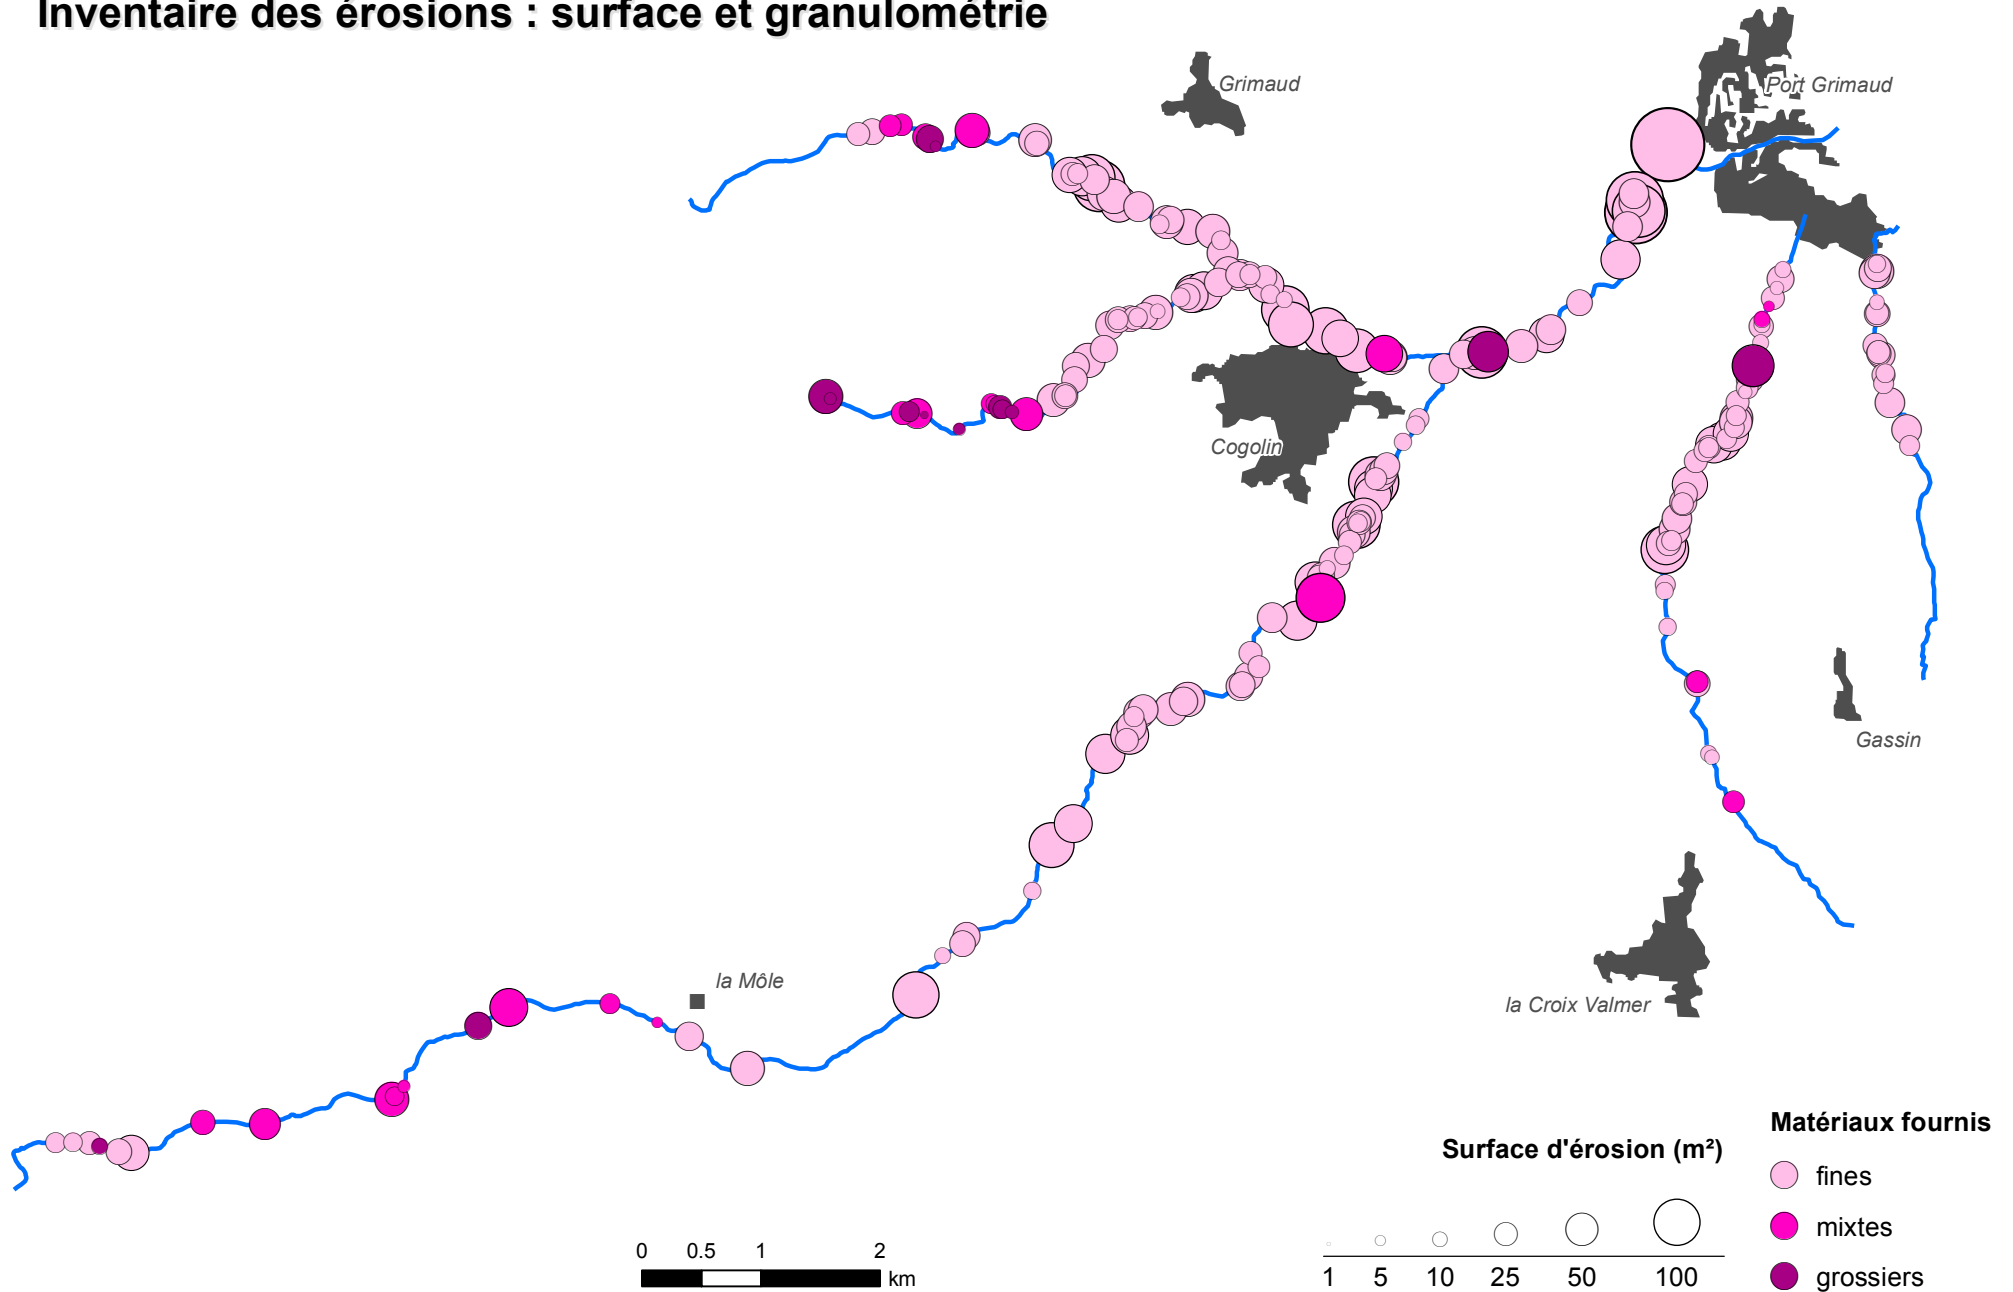 Inventaire des érosions : surface et granulométrie
Grimaud
Port Grimaud
Cogolin
Gassin
la Môle
la Croix Valmer
Matériaux fournis
fines
mixtes
grossiers
Surface d'érosion (m²)
1 5 10 25 50 100
0 0.5 1 2
km